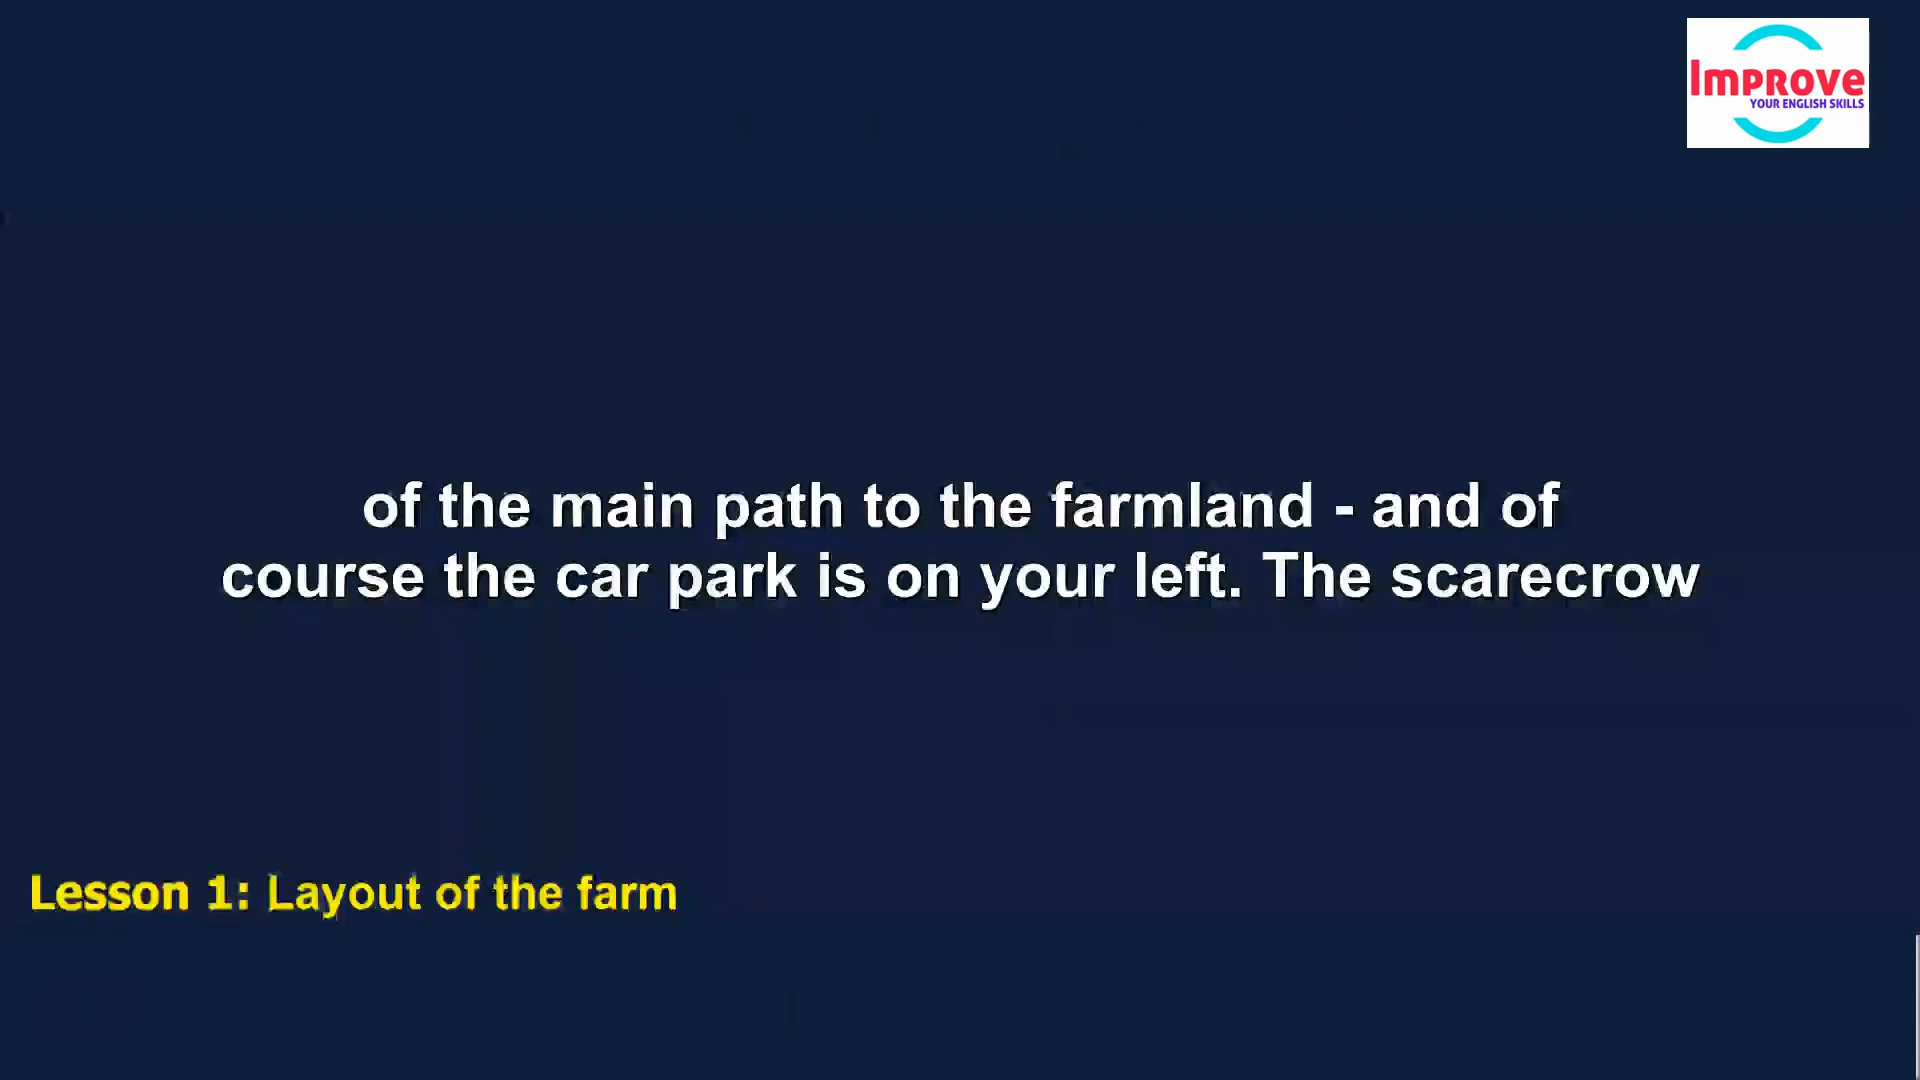 Improve
YOUR ENGLISH SKILLS
of the main path to the farmland - and of
course the car park is on your left. The scarecrow
Lesson 1: Layout of the farm